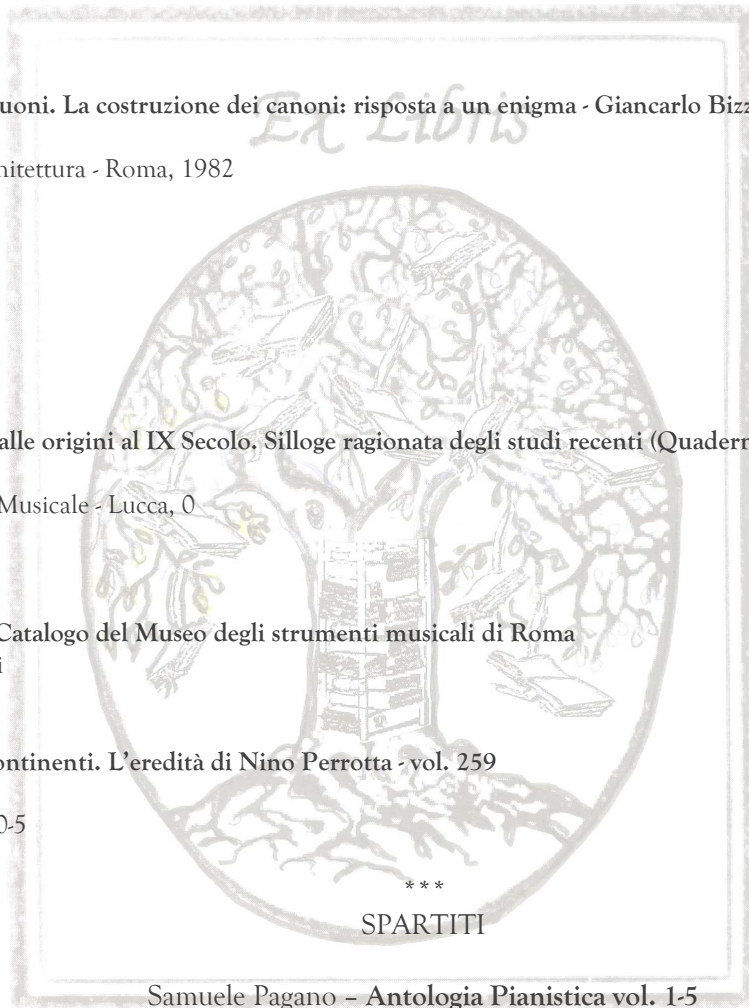 uoni. La costruzione dei canoni: risposta a un enigma - Giancarlo Bizz
Ex Libris
hitettura - Roma, 1982
alle origini al IX Secolo. Silloge ragionata degli studi recenti (Quadern
Musicale - Lucca, 0
Catalogo del Museo degli strumenti musicali di Roma
i
ontinenti. L'eredità di Nino Perrotta - vol. 259
0-5
***
SPARTITI
Samuele Pagano – Antologia Pianistica vol. 1-5